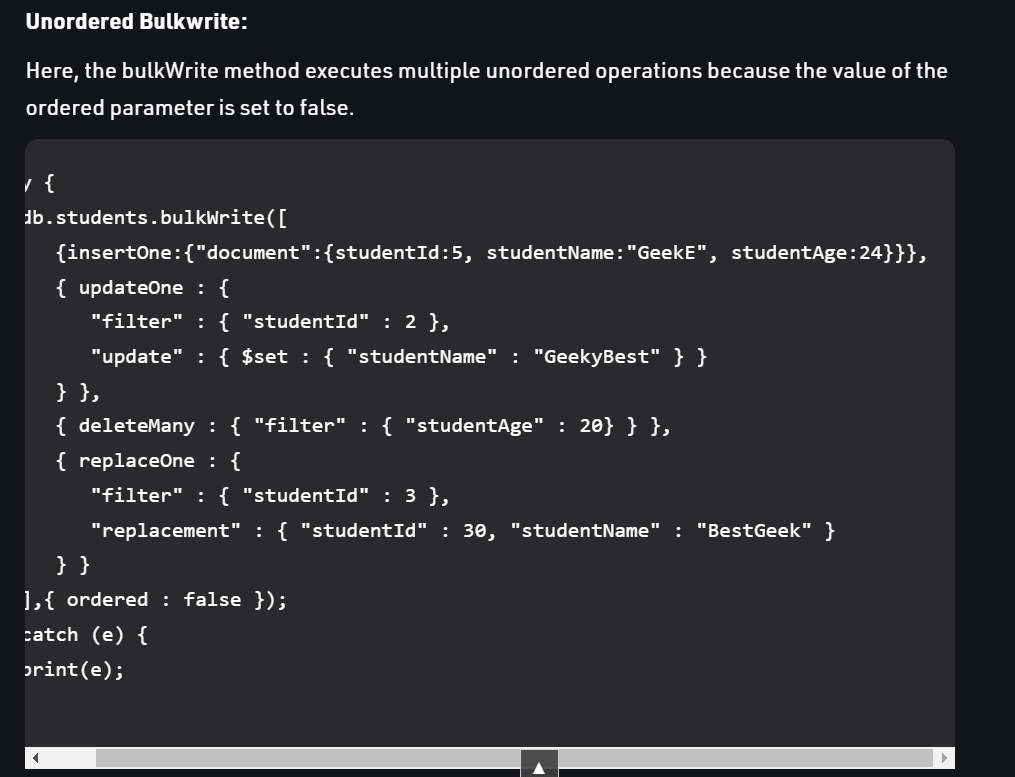 Unordered Bulkwrite:
Here, the bulkWrite method executes multiple unordered operations because the value of the
ordered parameter is set to false.
y {
db.students.bulkWrite([
{insertOne:{"document":{studentId:5, studentName:"GeekE", studentAge:24}}},
{ updateOne : {
"filter" : { "studentId" : 2 },
"update" : { $set : { "studentName" : "GeekyBest" } }
} },
{ deleteMany : { "filter" : { "studentAge" : 20} } },
{ replaceOne : {
"filter" : { "studentId" : 3 },
"replacement" : { "studentId" : 30, "studentName" : "BestGeek" }
} }
],{ ordered : false });
catch (e) {
print(e);